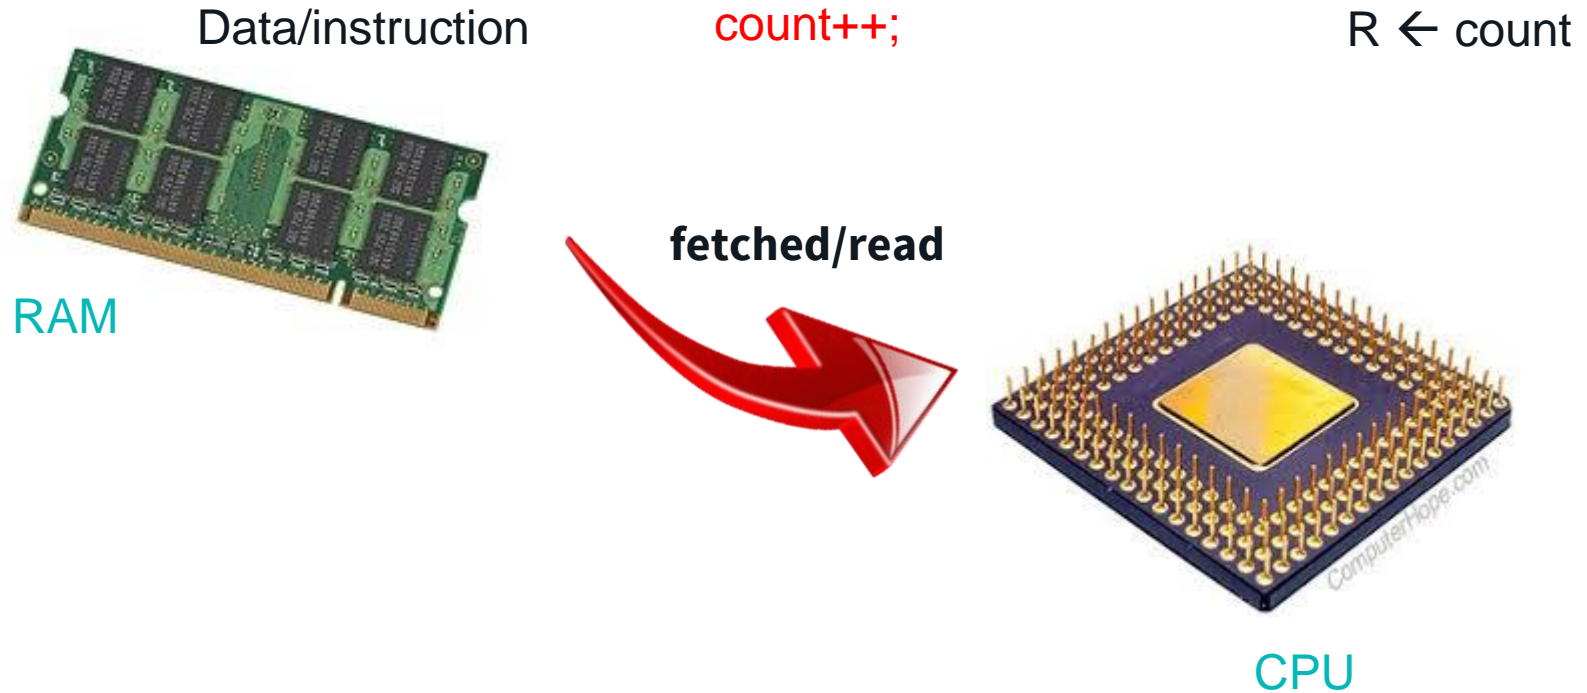 Data/instruction
count++;
R ← count
fetched/read
RAM
ComputerHope.com
CPU